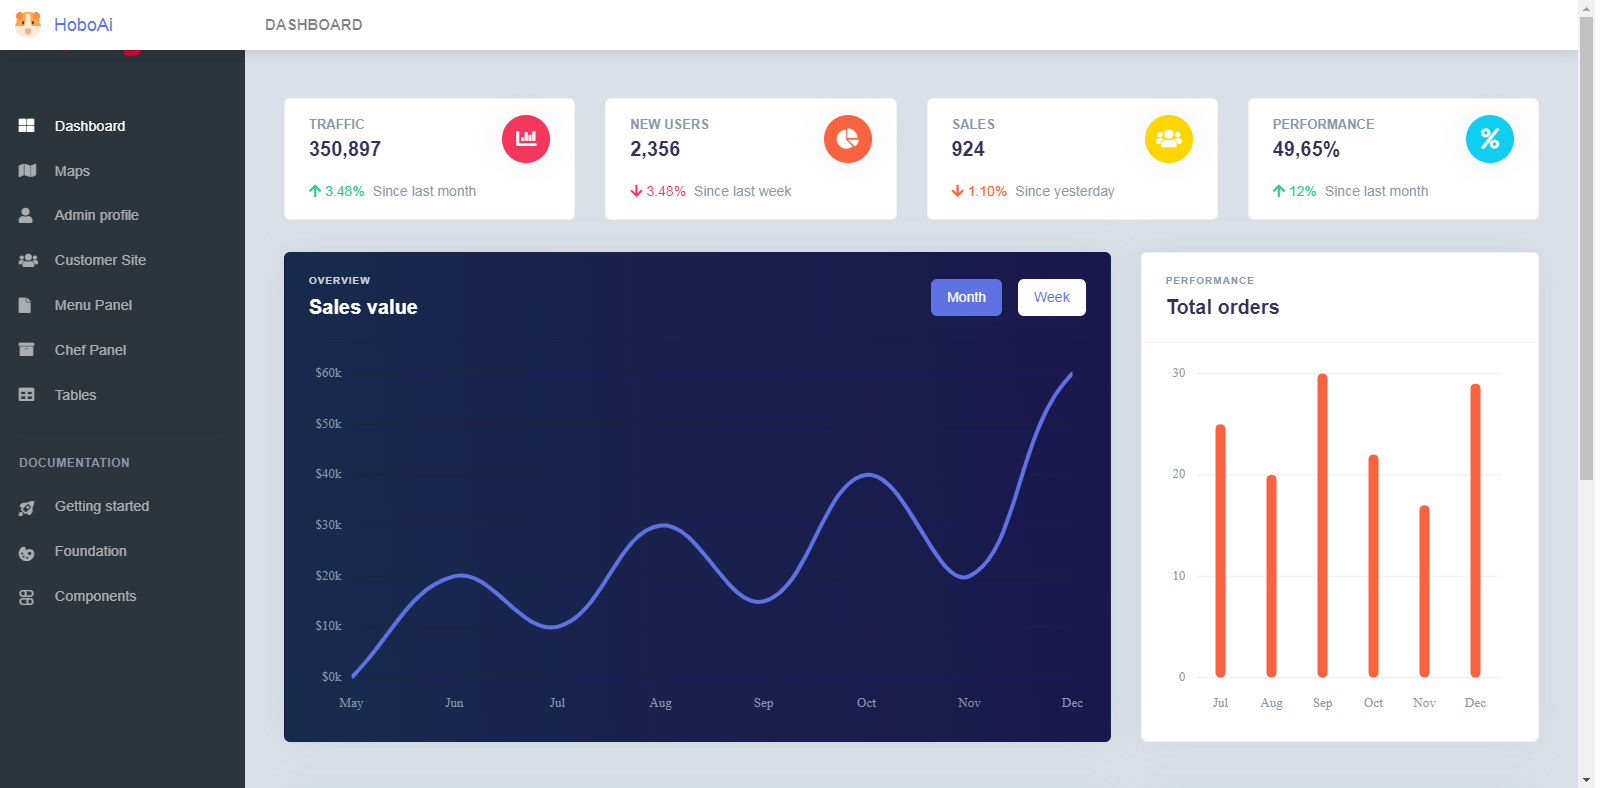 HoboAi
DASHBOARD
Dashboard
Maps
Admin profile
Customer Site
Menu Panel
Chef Panel
Tables
DOCUMENTATION
Getting started
Foundation
Components
TRAFFIC
350,897
3.48% Since last month
NEW USERS
2,356
3.48% Since last week
SALES
924
1.10% Since yesterday
PERFORMANCE
49,65%
12% Since last month
OVERVIEW
Sales value
Month
Week
$60k
$50k
$40k
$30k
$20k
$10k
$0k
May Jun Jul Aug Sep Oct Nov Dec
PERFORMANCE
Total orders
30
20
10
0
Jul Aug Sep Oct Nov Dec